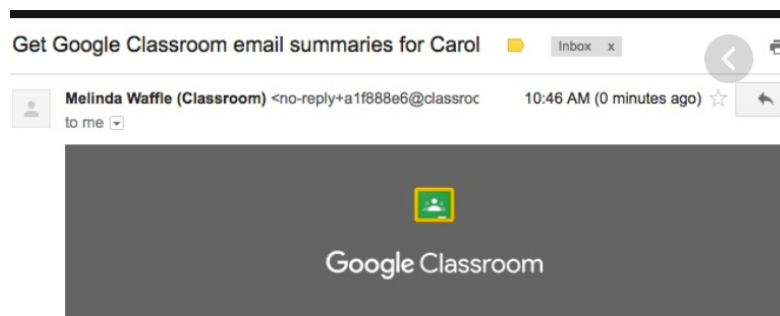 Get Google Classroom email summaries for Carol Inbox x
Melinda Waffle (Classroom) <no-reply+a1f888e6@classroc 10:46 AM (0 minutes ago)
to me
Google Classroom